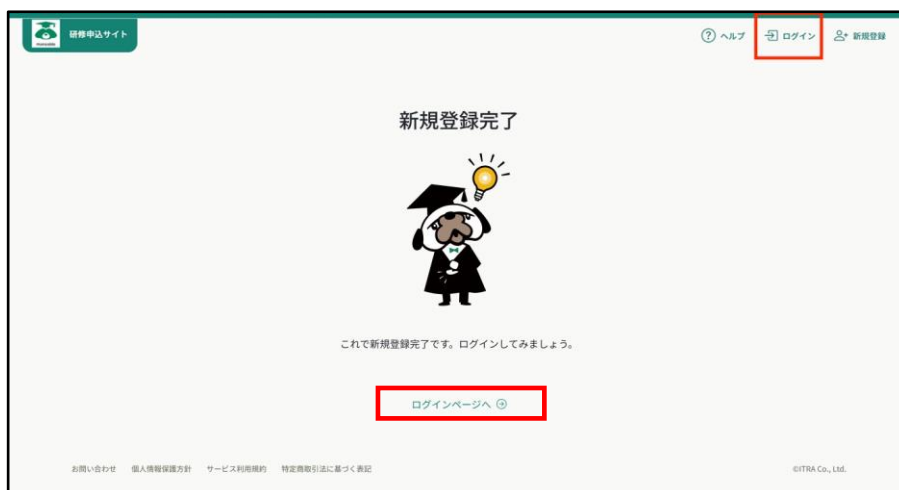 研修申込サイト
ヘルプ
ログイン
新規登録
新規登録完了
これで新規登録完了です。ログインしてみましょう。
ログインページへ
お問い合わせ 個人情報保護方針 サービス利用規約 特定商取引法に基づく表記
©ITRA Co., Ltd.